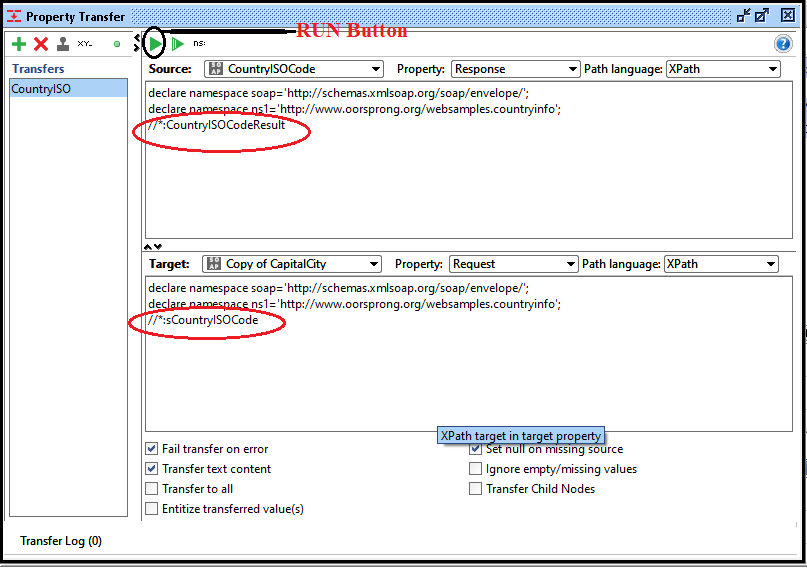 Property Transfer
RUN Button
XY_
ns:
Transfers
CountryISO
Source: SOAP CountryISOCode Property: Response Path language: XPath
declare namespace soap='http://schemas.xmlsoap.org/soap/envelope/';
declare namespace ns1='http://www.oorsprong.org/websamples.countryinfo';
//*:CountryISOCodeResult
Target: SOAP Copy of CapitalCity Property: Request Path language: XPath
declare namespace soap='http://schemas.xmlsoap.org/soap/envelope/';
declare namespace ns1='http://www.oorsprong.org/websamples.countryinfo';
//*:sCountryISOCode
XPath target in target property
Fail transfer on error
Set null on missing source
Transfer text content
Ignore empty/missing values
Transfer to all
Transfer Child Nodes
Entitize transferred value(s)
Transfer Log (0)